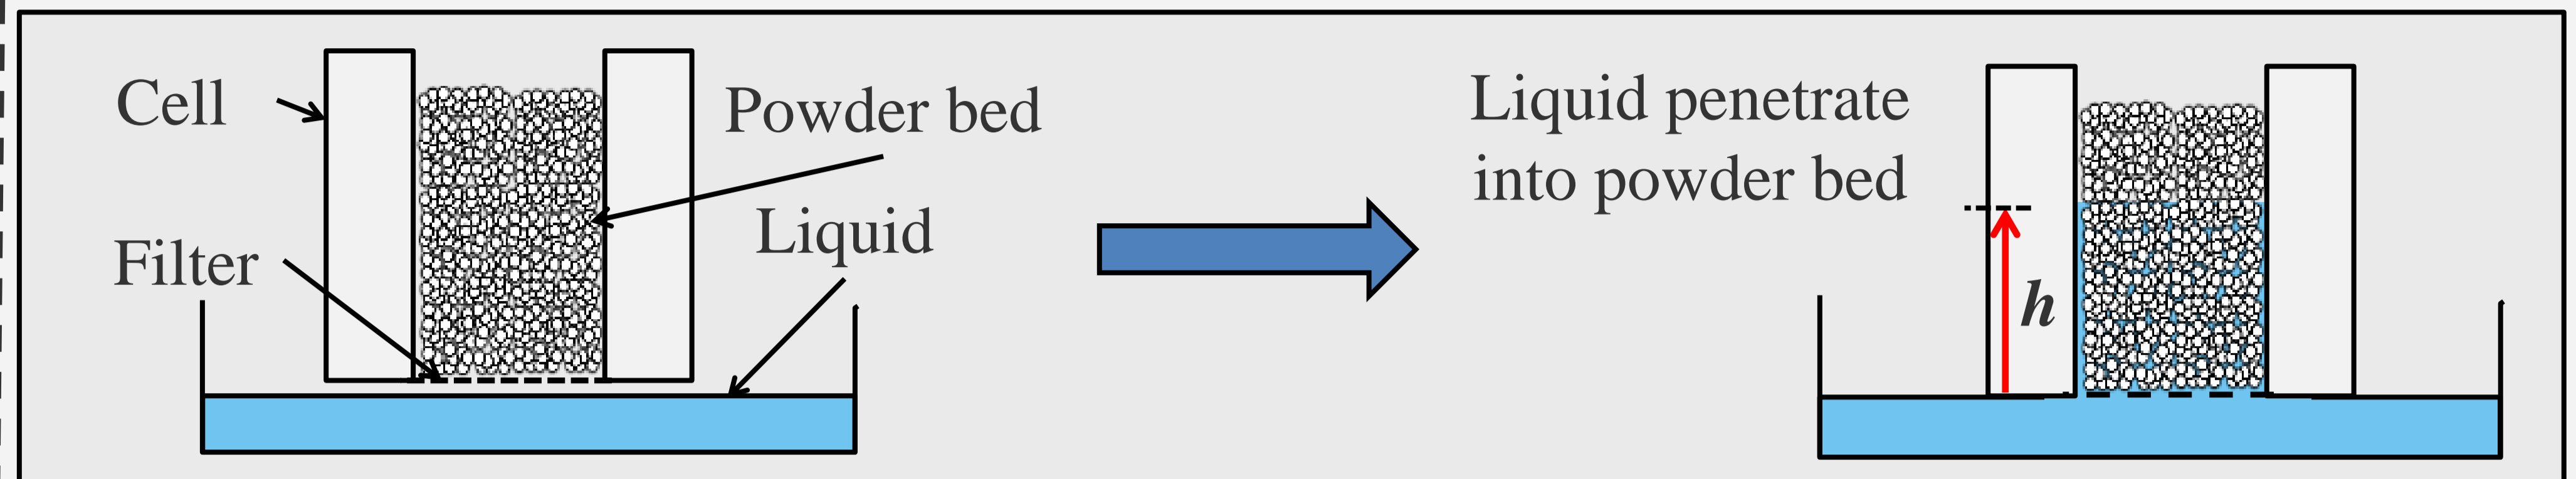 Cell
Filter
Powder bed
Liquid
Liquid penetrate
into powder bed
h